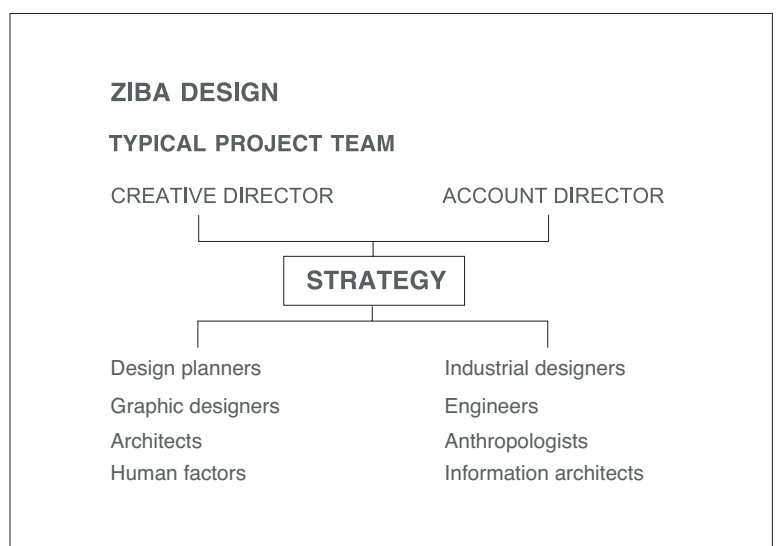 ZIBA DESIGN
TYPICAL PROJECT TEAM
CREATIVE DIRECTOR
ACCOUNT DIRECTOR
STRATEGY
Design planners
Graphic designers
Architects
Human factors
Industrial designers
Engineers
Anthropologists
Information architects